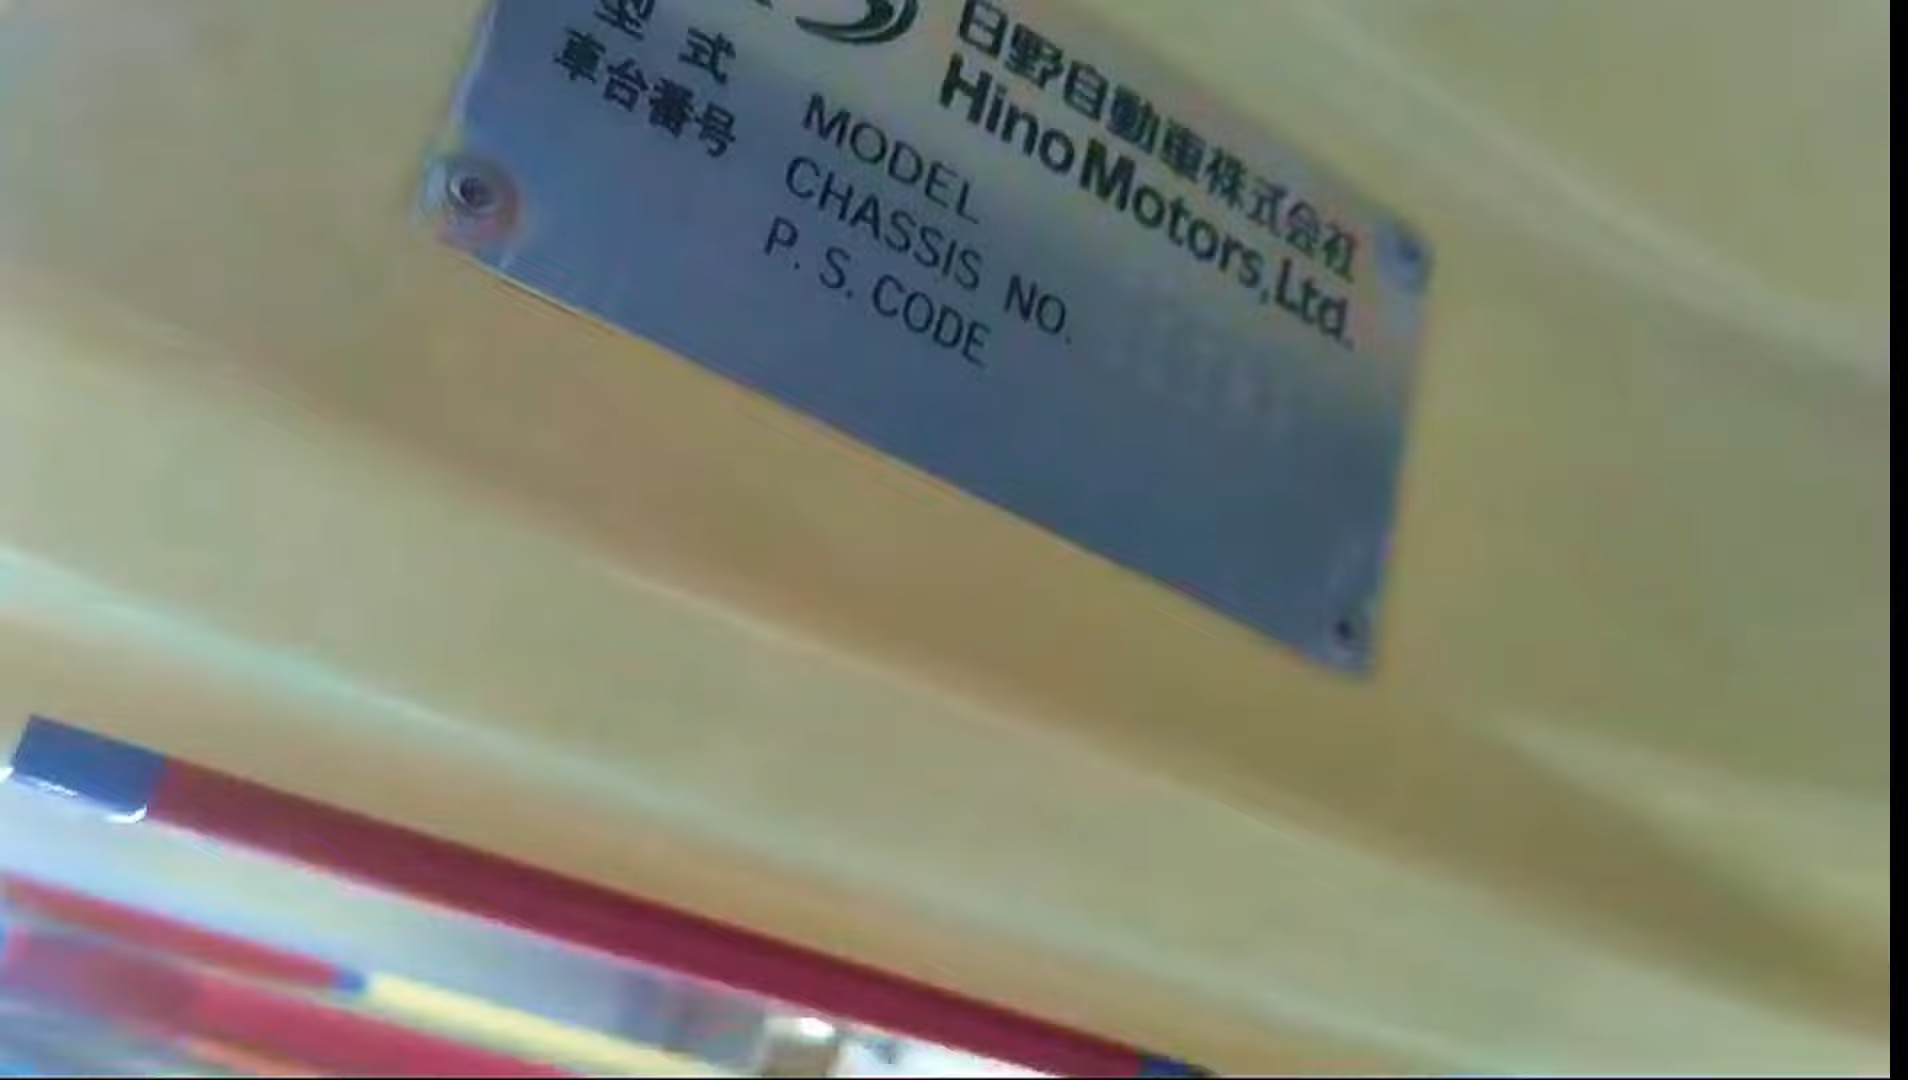 日野自動車株式会社
Hino Motors, Ltd.
型 式 MODEL
車台番号 CHASSIS NO.
P. S. CODE